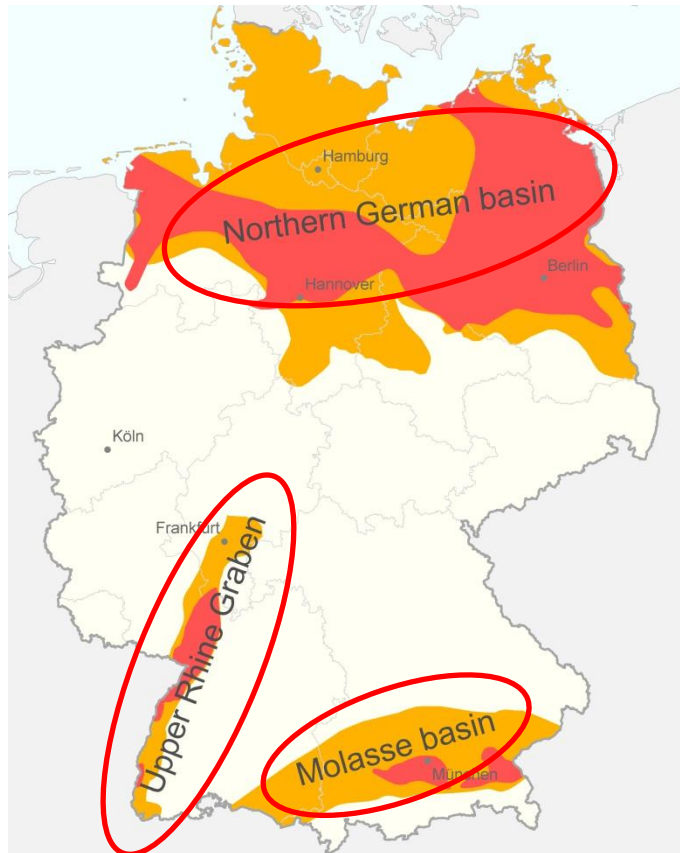 Hamburg
Northern German basin
Berlin
Hannover
Köln
Frankfurt
Upper Rhine Graben
Molasse basin
München